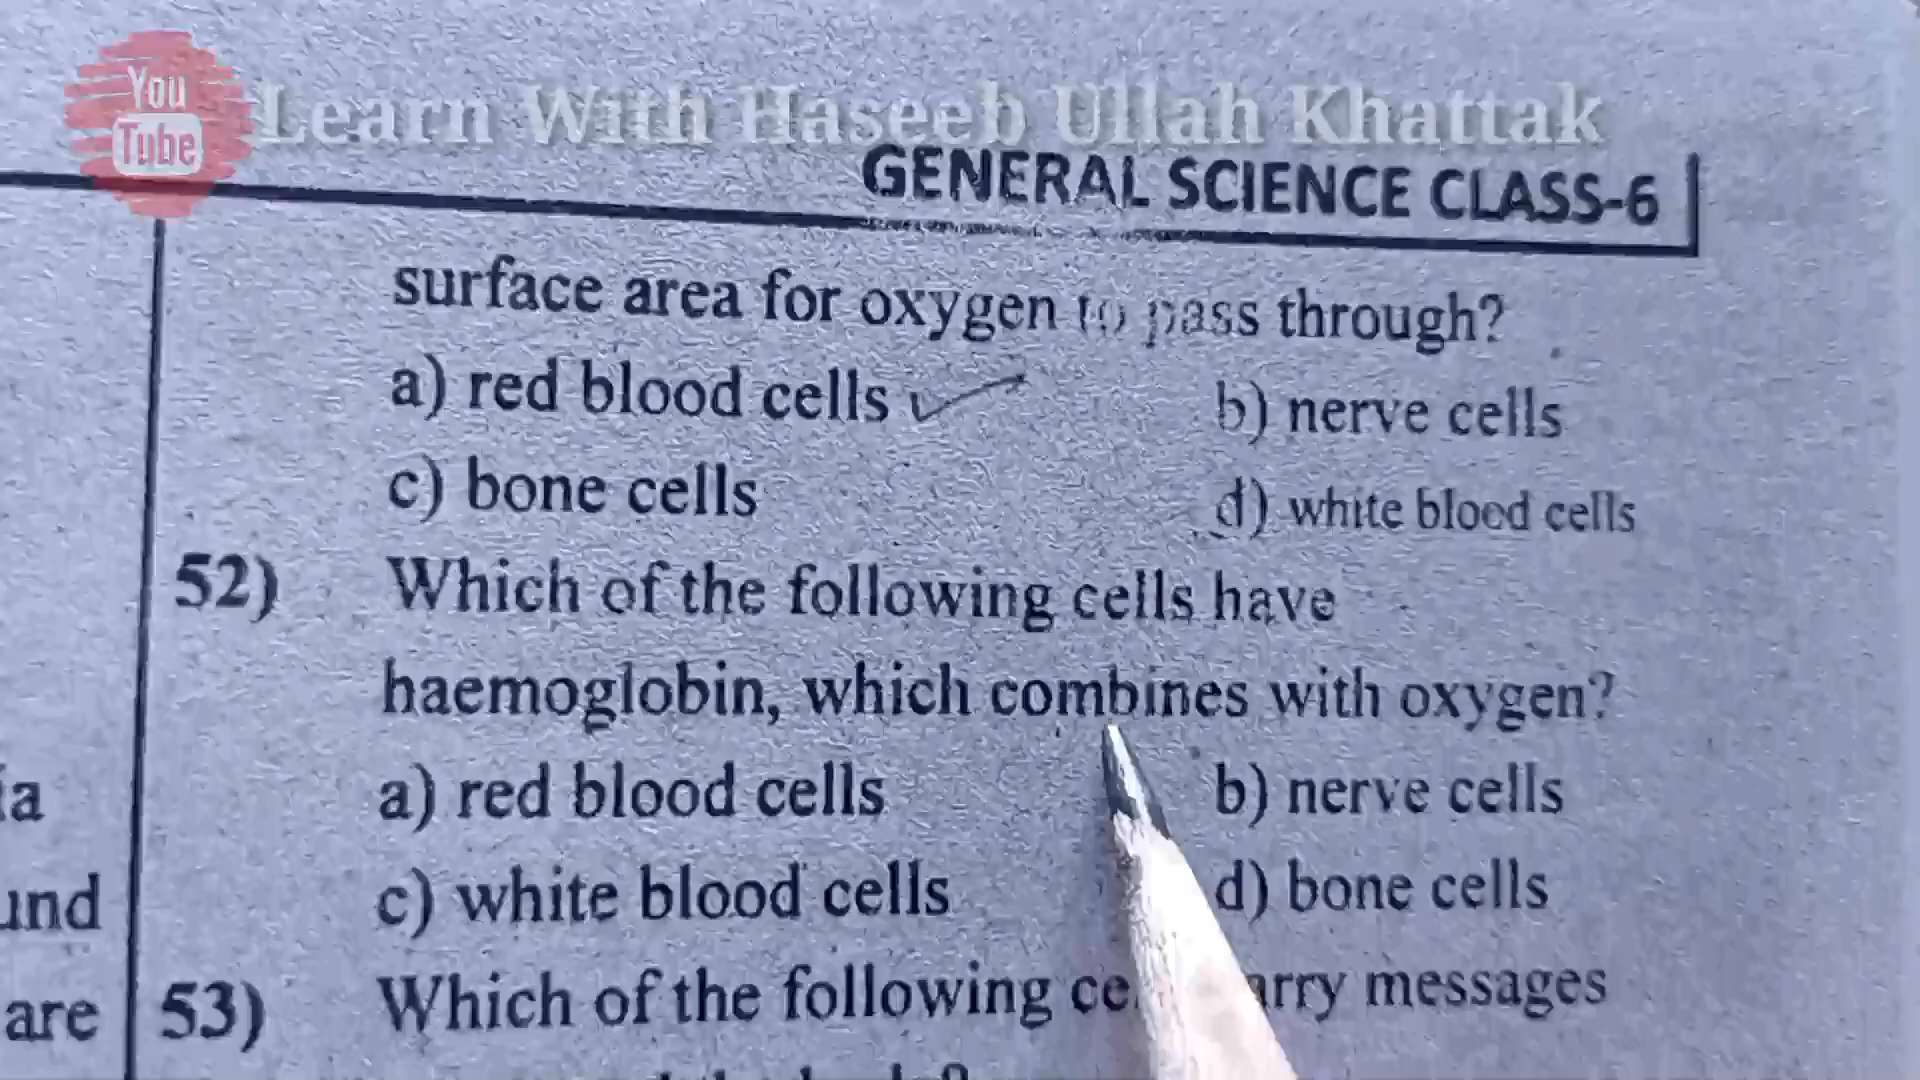 You
Tube
Learn With Haseeb Ullah Khattak
GENERAL SCIENCE CLASS-6
surface area for oxygen to pass through?
a) red blood cells
b) nerve cells
c) bone cells
d) white blood cells
52) Which of the following cells have
haemoglobin, which combines with oxygen?
a) red blood cells
b) nerve cells
c) white blood cells
d) bone cells
are
53) Which of the following messages